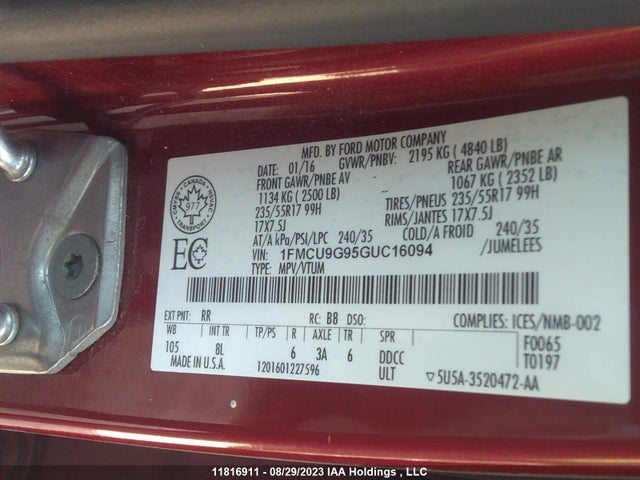 MFD. BY FORD MOTOR COMPANY
DATE: 01/16 GVWR/PNBV: 2195 KG ( 4840 LB)
FRONT GAWR/PNBE AV REAR GAWR/PNBE AR
1134 KG ( 2500 LB) 1067 KG ( 2352 LB)
235/55R17 99H TIRES/PNEUS 235/55R17 99H
17X7.5J RIMS/JANTES 17X7.5J
AT/A kPa/PSI/LPC 240/35 COLD/A FROID 240/35
VIN: 1FMCU9G95GUC16094 /JUMELEES
TYPE: MPV/VTUM
CANADA
977
TRANSPORT
EC
EXT PNT: RR RC: B8 DSO: COMPLIES: ICES/NMB-002
WB INT TR TP/PS R AXLE TR SPR F0065
105 8L 6 3A 6 DDCC T0197
MADE IN U.S.A. 1201601227596 ULT ▽5U5A-3520472-AA
11816911 - 08/29/2023 IAA Holdings , LLC